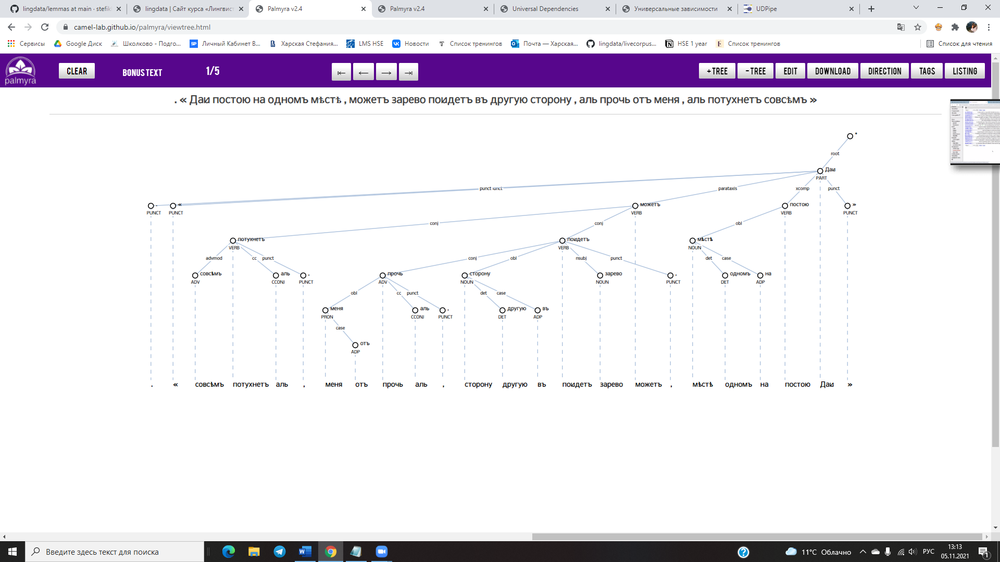 lingdata/lemmas at main · stefikh
lingdata | Сайт курса «Лингвист
Palmyra v2.4
Palmyra v2.4
Universal Dependencies
Универсальные зависимости
UDPipe
camel-lab.github.io/palmyra/viewtree.html
Сервисы
Google Диск
Школково - Подго...
Личный Кабинет В...
Харская Стефания...
LMS HSE
Новости
Список тренингов
Почта — Харская...
lingdata/livecorpus...
HSE 1 year
Список тренингов
Список для чтения
palmyra
CLEAR
BONUS TEXT
1/5
+ TREE
- TREE
EDIT
DOWNLOAD
DIRECTION
TAGS
LISTING
. « Даи постою на одномъ мѣстѣ , можетъ зарево поидетъ въ другую сторону , аль прочь отъ меня , аль потухнетъ совсѣмъ »
*
root
Даи
PART
punct
parataxis
xcomp
punct
.
PUNCT
«
PUNCT
можетъ
VERB
постою
VERB
»
PUNCT
conj
conj
obl
потухнетъ
VERB
поидетъ
VERB
мѣстѣ
NOUN
advmod
cc
punct
conj
obl
nsubj
punct
det
case
совсѣмъ
ADV
аль
CCONJ
,
PUNCT
прочь
ADV
сторону
NOUN
зарево
NOUN
,
PUNCT
одномъ
DET
на
ADP
obl
cc
punct
det
case
меня
PRON
аль
CCONJ
,
PUNCT
другую
DET
въ
ADP
case
отъ
ADP
. « совсѣмъ потухнетъ аль , меня отъ прочь аль , сторону другую въ поидетъ зарево можетъ , мѣстѣ одномъ на постою Даи »
Введите здесь текст для поиска
11°C Облачно
РУС
13:13
05.11.2021
1